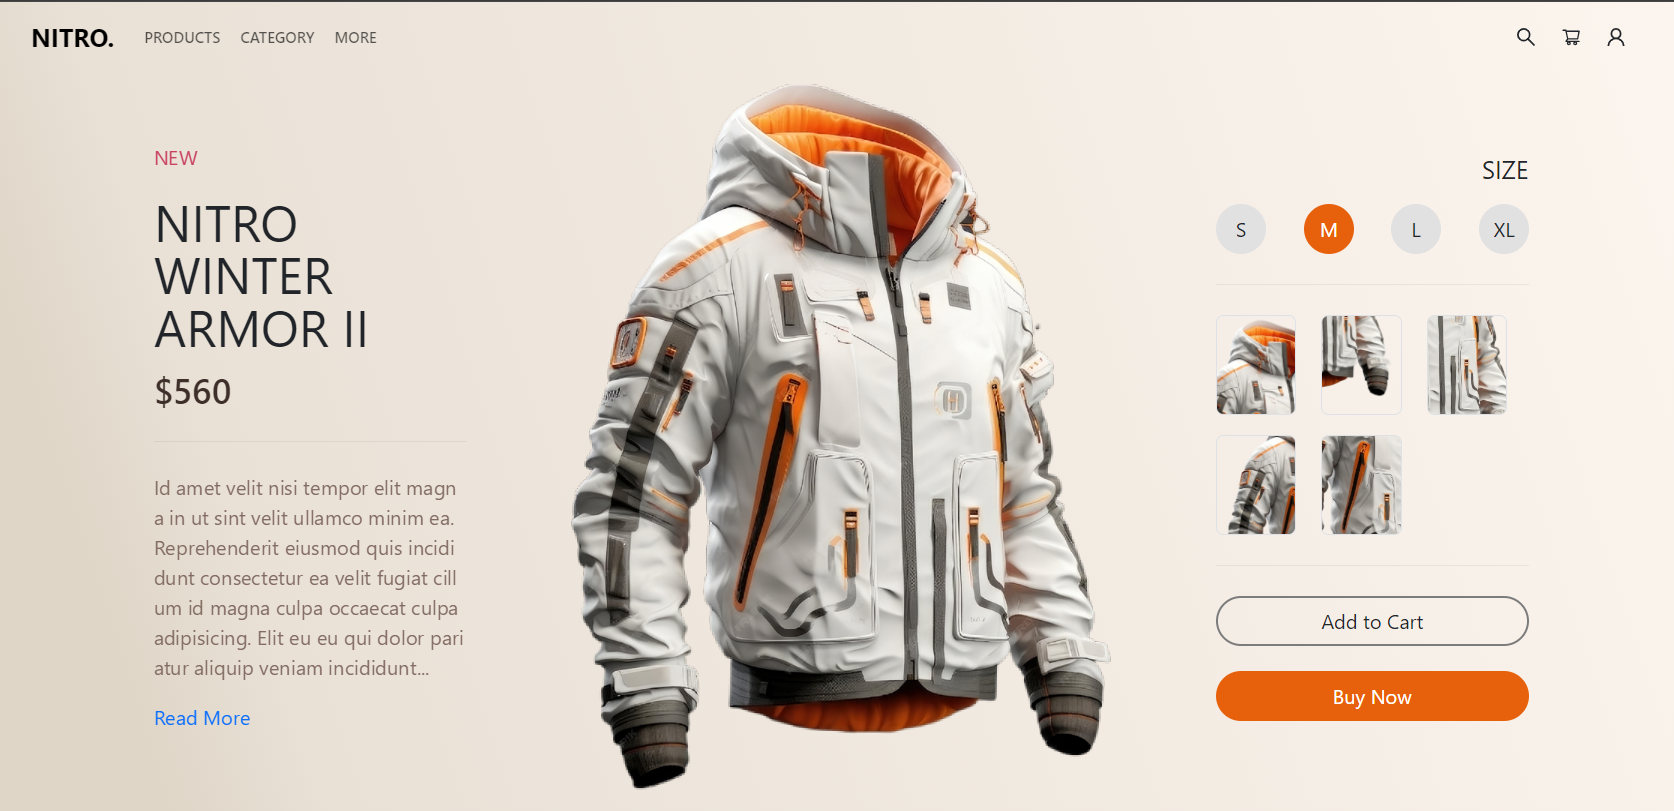 NITRO.
PRODUCTS CATEGORY MORE
NEW
NITRO
WINTER
ARMOR II
$560
Id amet velit nisi tempor elit magn
a in ut sint velit ullamco minim ea.
Reprehenderit eiusmod quis incidi
dunt consectetur ea velit fugiat cill
um id magna culpa occaecat culpa
adipisicing. Elit eu eu qui dolor pari
atur aliquip veniam incididunt...
Read More
SIZE
S M L XL
Add to Cart
Buy Now